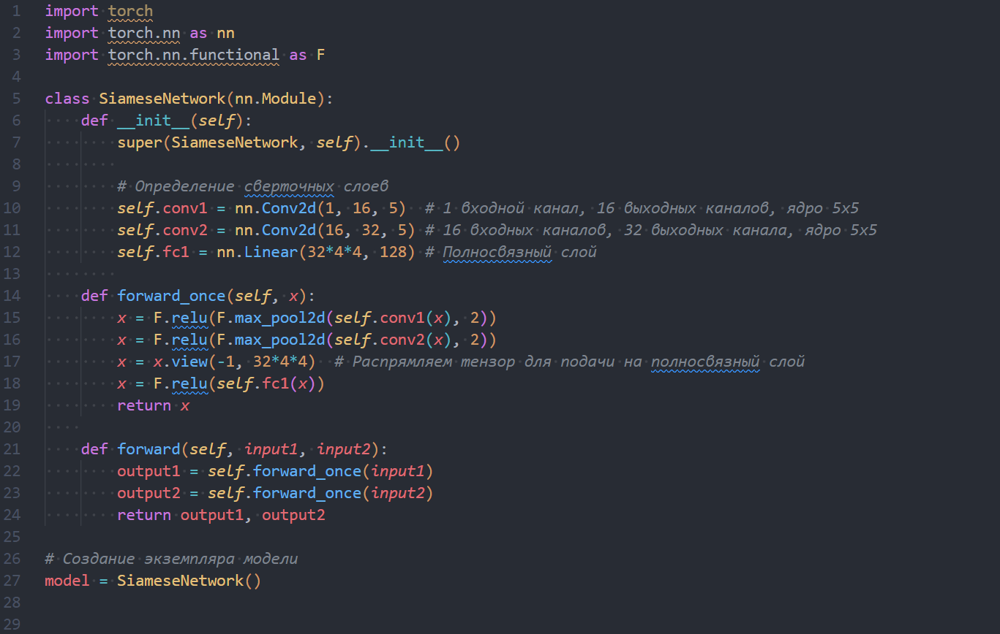 1 import torch
2 import torch.nn as nn
3 import torch.nn.functional as F
4
5 class SiameseNetwork(nn.Module):
6     def __init__(self):
7         super(SiameseNetwork, self).__init__()
8
9         # Определение сверточных слоев
10         self.conv1 = nn.Conv2d(1, 16, 5)  # 1 входной канал, 16 выходных каналов, ядро 5x5
11         self.conv2 = nn.Conv2d(16, 32, 5) # 16 входных каналов, 32 выходных канала, ядро 5x5
12         self.fc1 = nn.Linear(32*4*4, 128) # Полносвязный слой
13
14     def forward_once(self, x):
15         x = F.relu(F.max_pool2d(self.conv1(x), 2))
16         x = F.relu(F.max_pool2d(self.conv2(x), 2))
17         x = x.view(-1, 32*4*4)  # Распрямляем тензор для подачи на полносвязный слой
18         x = F.relu(self.fc1(x))
19         return x
20
21     def forward(self, input1, input2):
22         output1 = self.forward_once(input1)
23         output2 = self.forward_once(input2)
24         return output1, output2
25
26 # Создание экземпляра модели
27 model = SiameseNetwork()
28
29